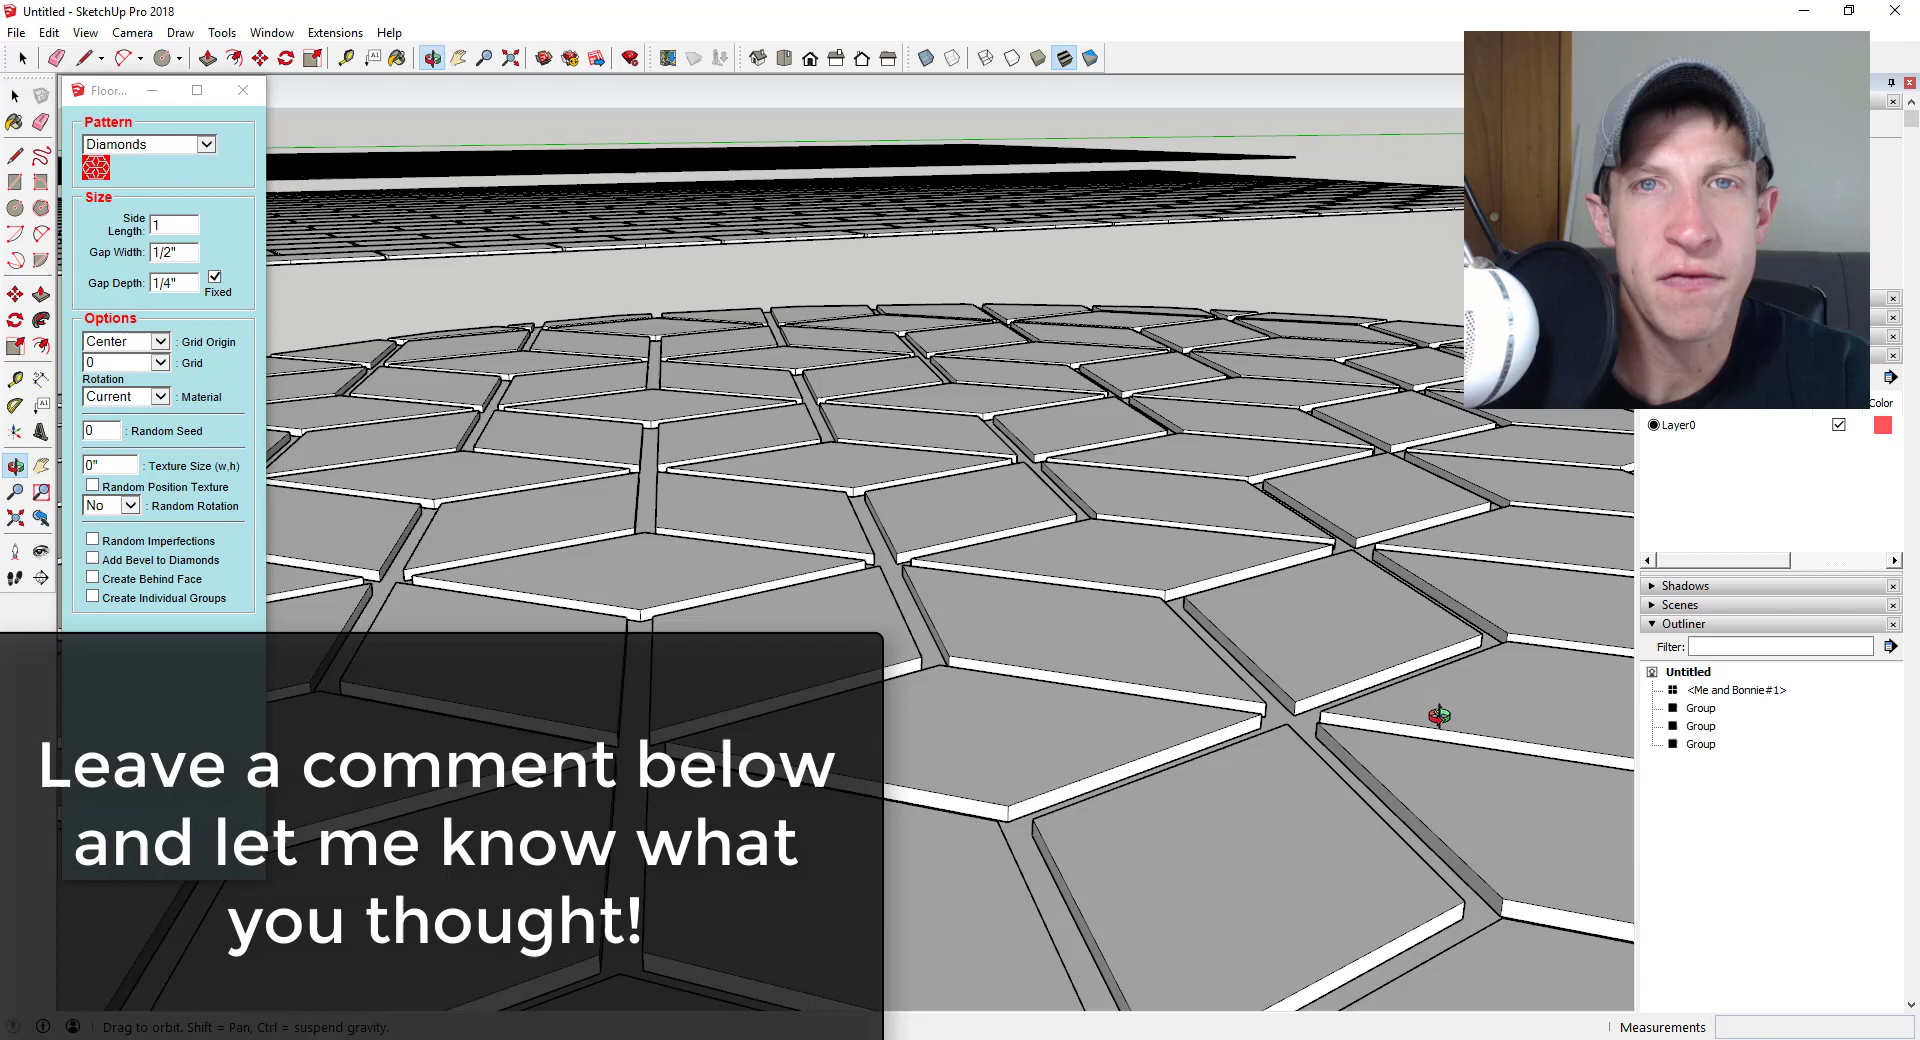 Untitled - SketchUp Pro 2018
File Edit View Camera Draw Tools Window Extensions Help
Floor...
Pattern
Diamonds
Size
Side
Length: 1
Gap Width: 1/2"
Gap Depth: 1/4"
Fixed
Options
Center : Grid Origin
0 : Grid
Rotation
Current : Material
0 : Random Seed
0" : Texture Size (w,h)
Random Position Texture
No : Random Rotation
Random Imperfections
Add Bevel to Diamonds
Create Behind Face
Create Individual Groups
Color
Layer0
Shadows
Scenes
Outliner
Filter:
Untitled
<Me and Bonnie#1>
Group
Group
Group
Leave a comment below
and let me know what
you thought!
Drag to orbit. Shift = Pan, Ctrl = suspend gravity.
Measurements